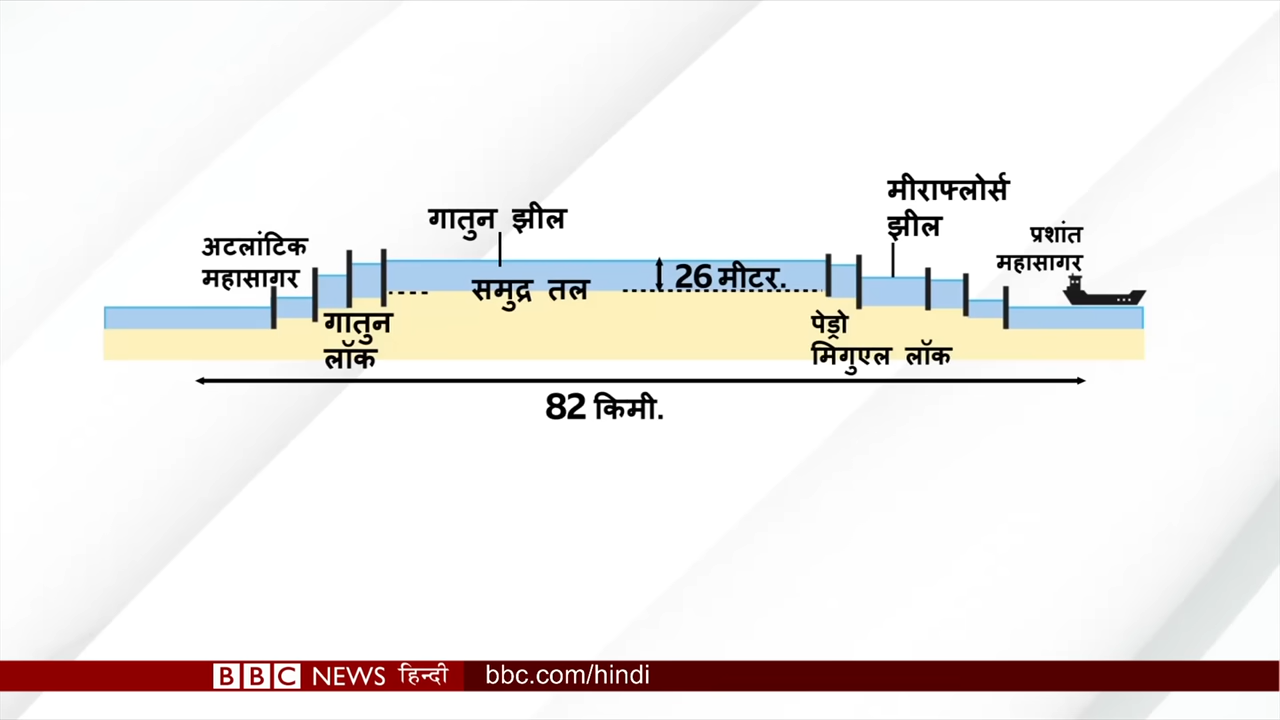 मीराफ्लोर्स
झील
गातुन झील
अटलांटिक
महासागर
प्रशांत
महासागर
समुद्र तल
26 मीटर.
गातुन
लॉक
पेड्रो
मिगुएल लॉक
82 किमी.
BBC NEWS हिन्दी bbc.com/hindi